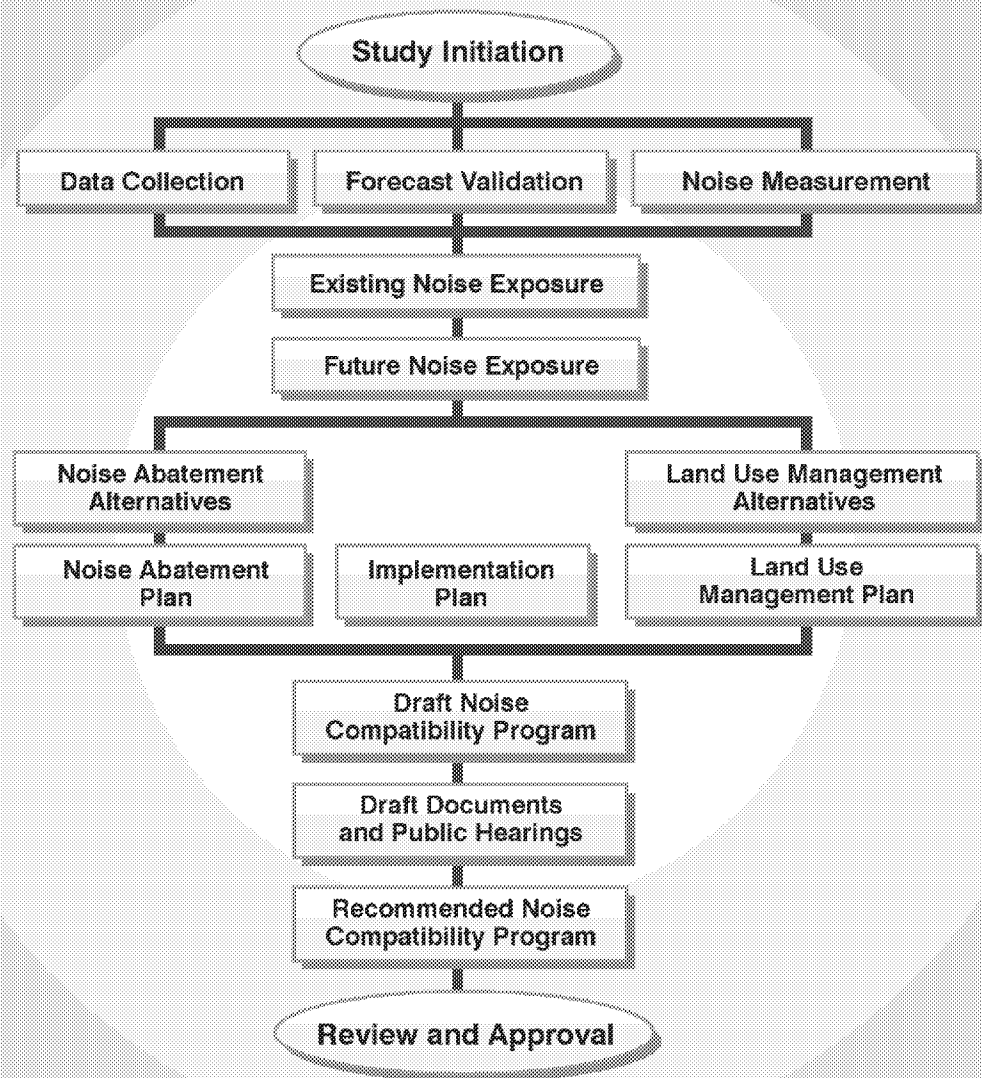 Study Initiation
Data Collection
Forecast Validation
Noise Measurement
Existing Noise Exposure
Future Noise Exposure
Noise Abatement
Alternatives
Land Use Management
Alternatives
Noise Abatement
Plan
Implementation
Plan
Land Use
Management Plan
Draft Noise
Compatibility Program
Draft Documents
and Public Hearings
Recommended Noise
Compatibility Program
Review and Approval